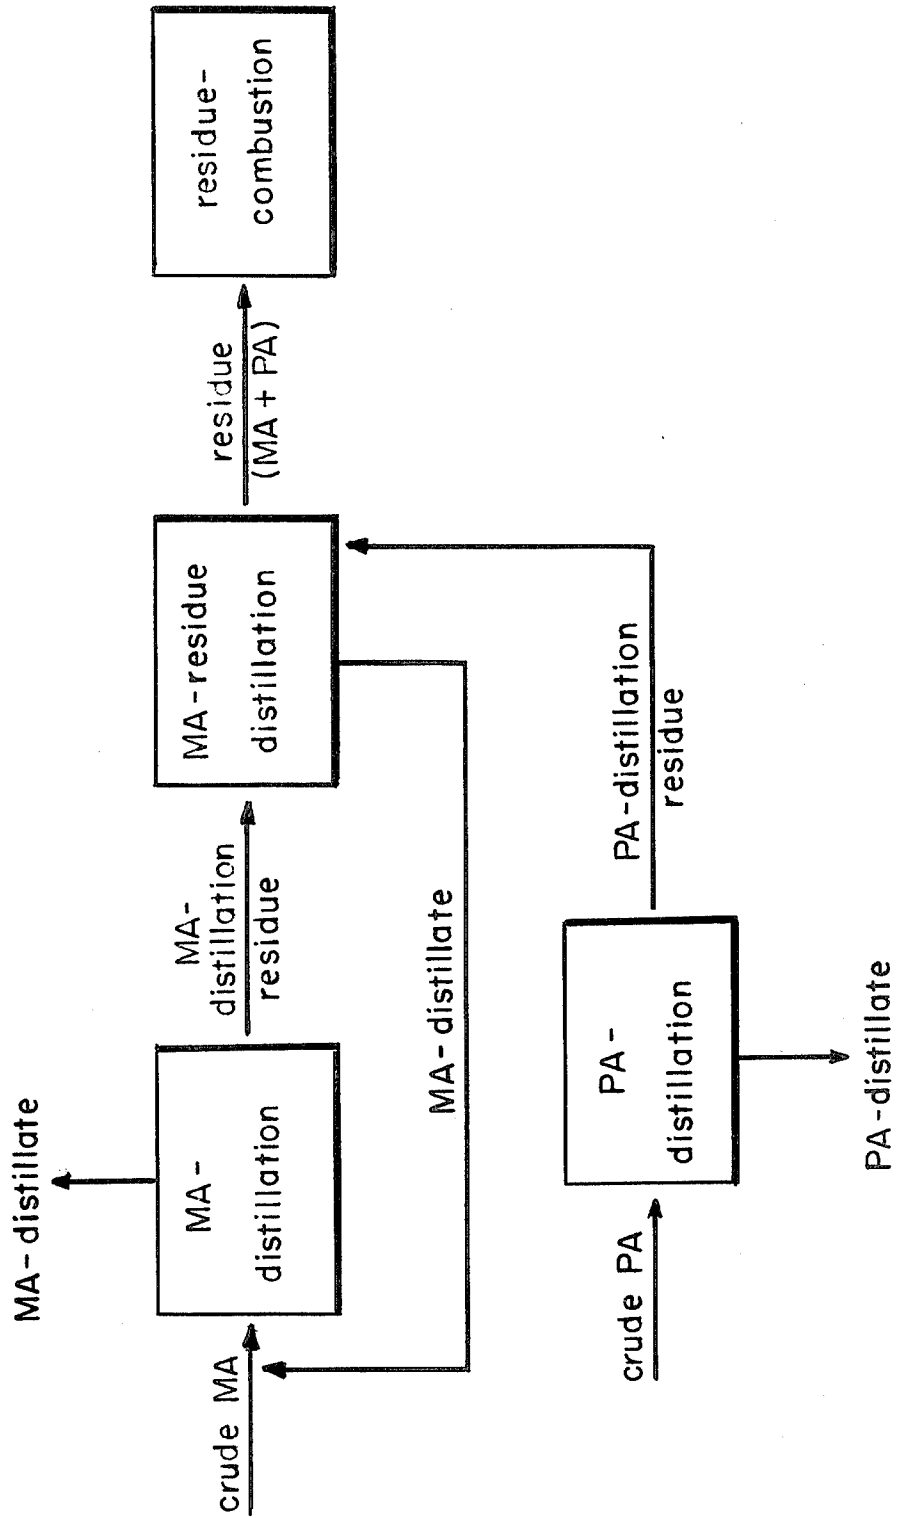 MA-distillate
crude MA
MA-
distillation
MA-
distillation
residue
MA-residue
distillation
residue
(MA + PA)
residue-
combustion
MA-distillate
crude PA
PA-
distillation
PA-distillation
residue
PA-distillate